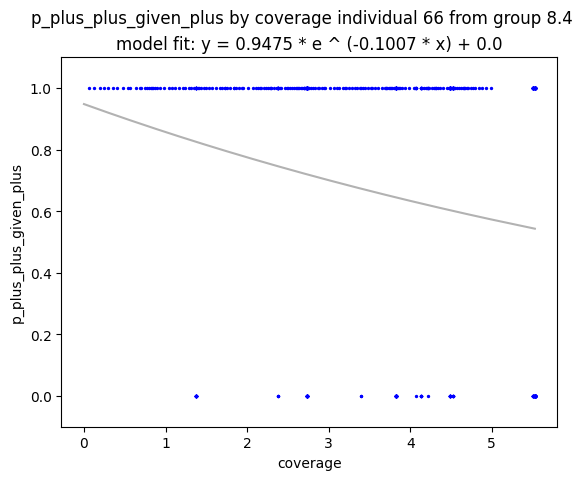 p_plus_plus_given_plus by coverage individual 66 from group 8.4
model fit: y = 0.9475 * e ^ (-0.1007 * x) + 0.0
1.0
0.8
0.6
0.4
0.2
0.0
p_plus_plus_given_plus
0 1 2 3 4 5
coverage